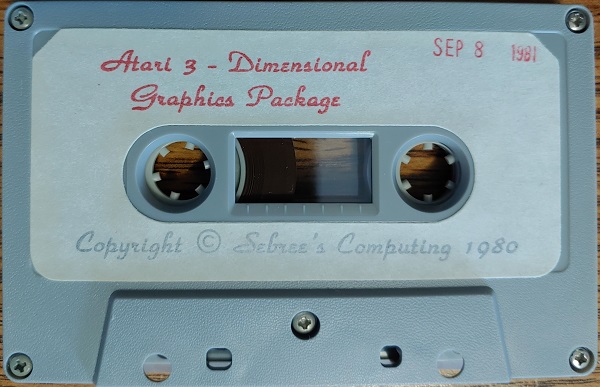 Atari 3 - Dimensional
Graphics Package
SEP 8 1981
Copyright © Sebree's Computing 1980